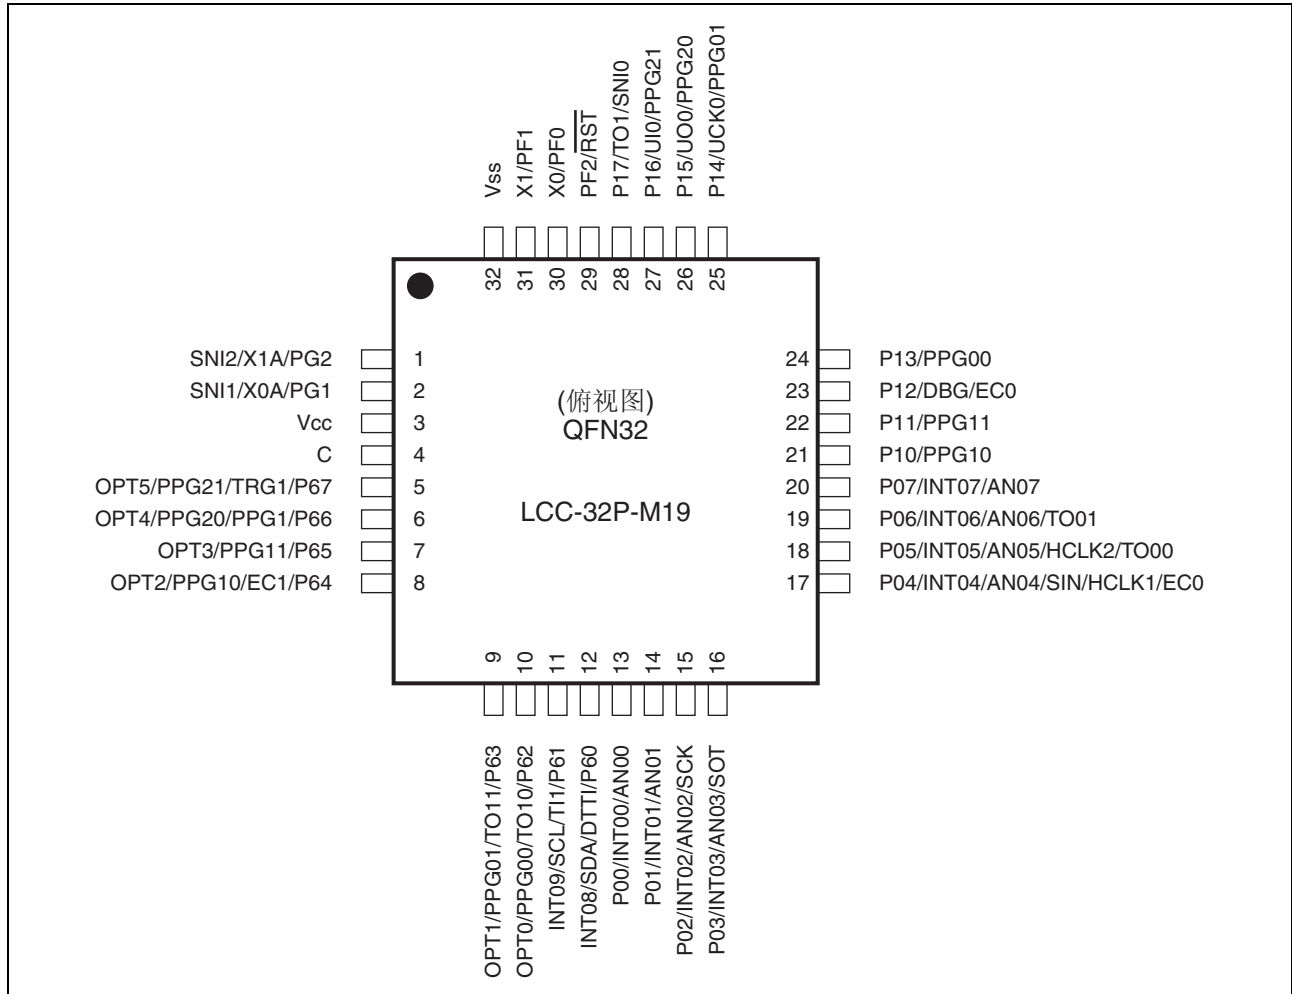 Vss
X1/PF1
X0/PF0
PF2/RST
P17/TO1/SNI0
P16/UI0/PPG21
P15/UO0/PPG20
P14/UCK0/PPG01
32
31
30
29
28
27
26
25
SNI2/X1A/PG2
1
SNI1/X0A/PG1
2
Vcc
3
C
4
OPT5/PPG21/TRG1/P67
5
OPT4/PPG20/PPG1/P66
6
OPT3/PPG11/P65
7
OPT2/PPG10/EC1/P64
8
(俯视图)
QFN32
LCC-32P-M19
24
P13/PPG00
23
P12/DBG/EC0
22
P11/PPG11
21
P10/PPG10
20
P07/INT07/AN07
19
P06/INT06/AN06/TO01
18
P05/INT05/AN05/HCLK2/TO00
17
P04/INT04/AN04/SIN/HCLK1/EC0
9
10
11
12
13
14
15
16
OPT1/PPG01/TO11/P63
OPT0/PPG00/TO10/P62
INT09/SCL/TI1/P61
INT08/SDA/DTTI/P60
P00/INT00/AN00
P01/INT01/AN01
P02/INT02/AN02/SCK
P03/INT03/AN03/SOT